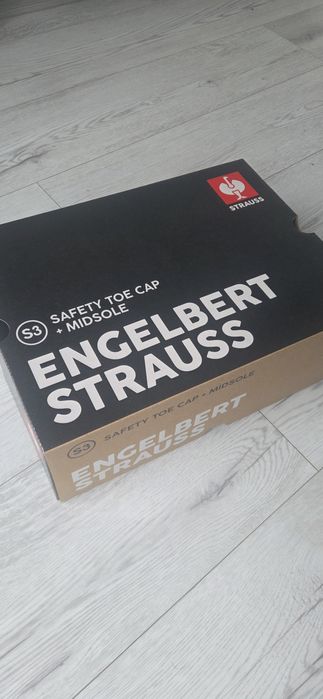 STRAUSS
S3
SAFETY TOE CAP
+ MIDSOLE
ENGELBERT
STRAUSS
S3
SAFETY TOE CAP + MIDSOLE
ENGELBERT
STRAUSS